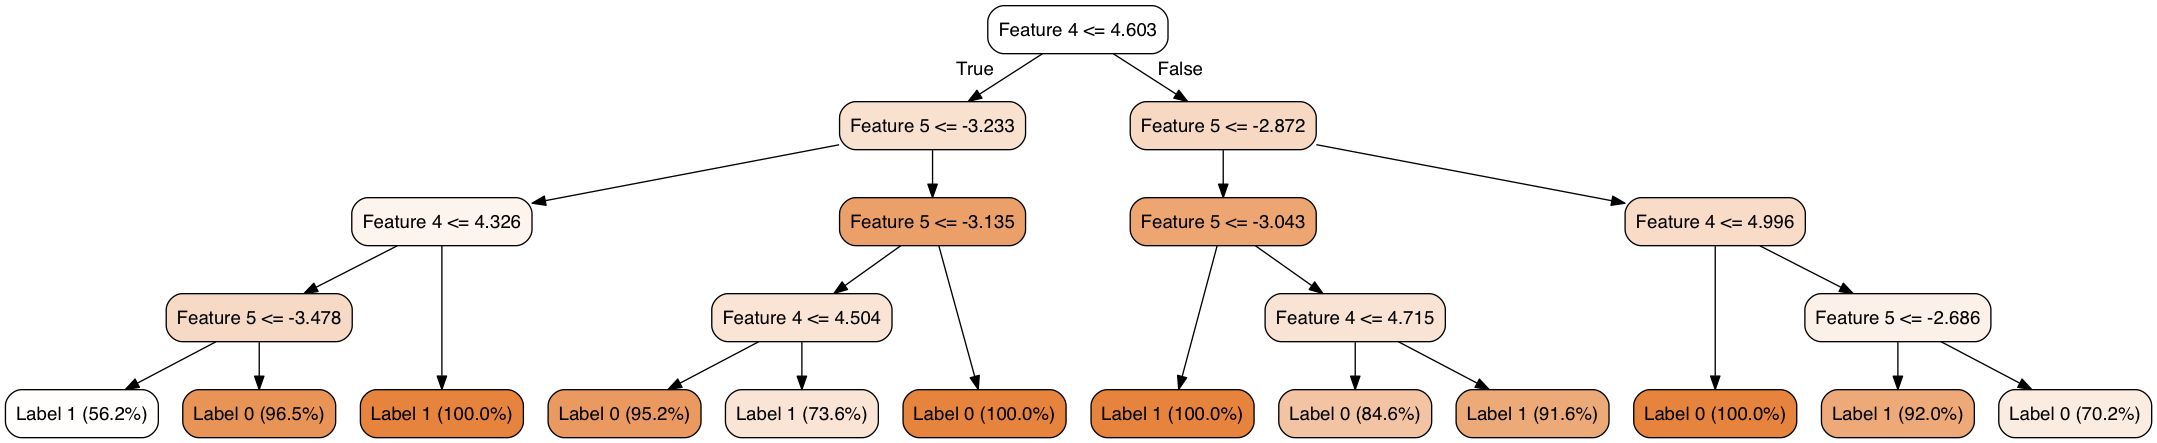 Feature 4 <= 4.603
True
False
Feature 5 <= -3.233
Feature 5 <= -2.872
Feature 4 <= 4.326
Feature 5 <= -3.135
Feature 5 <= -3.043
Feature 4 <= 4.996
Feature 5 <= -3.478
Feature 4 <= 4.504
Feature 4 <= 4.715
Feature 5 <= -2.686
Label 1 (56.2%)
Label 0 (96.5%)
Label 1 (100.0%)
Label 0 (95.2%)
Label 1 (73.6%)
Label 0 (100.0%)
Label 1 (100.0%)
Label 0 (84.6%)
Label 1 (91.6%)
Label 0 (100.0%)
Label 1 (92.0%)
Label 0 (70.2%)